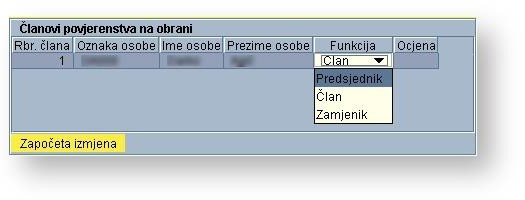 Članovi povjerenstva na obrani
Rbr. člana Oznaka osobe Ime osobe Prezime osobe Funkcija Ocjena
1 Član
Predsjednik
Član
Zamjenik
Započeta izmjena